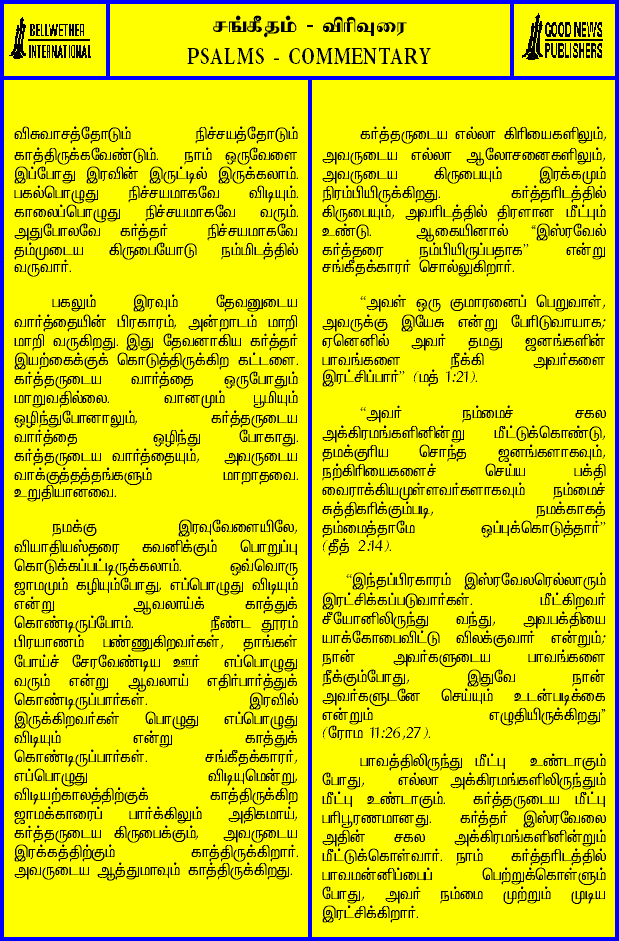 BELLWETHER
INTERNATIONAL
சங்கீதம் - விரிவுரை
PSALMS - COMMENTARY
GOOD NEWS
PUBLISHERS
விசுவாசத்தோடும் நிச்சயத்தோடும்
காத்திருக்கவேண்டும். நாம் ஒருவேளை
இப்போது இரவின் இருட்டில் இருக்கலாம்.
பகல்பொழுது நிச்சயமாகவே விடியும்.
காலைப்பொழுது நிச்சயமாகவே வரும்.
அதுபோலவே கர்த்தர் நிச்சயமாகவே
தம்முடைய கிருபையோடு நம்மிடத்தில்
வருவார்.
பகலும் இரவும் தேவனுடைய
வார்த்தையின் பிரகாரம், அன்றாடம் மாறி
மாறி வருகிறது. இது தேவனாகிய கர்த்தர்
இயற்கைக்குக் கொடுத்திருக்கிற கட்டளை.
கர்த்தருடைய வார்த்தை ஒருபோதும்
மாறுவதில்லை. வானமும் பூமியும்
ஒழிந்துபோனாலும், கர்த்தருடைய
வார்த்தை ஒழிந்து போகாது.
கர்த்தருடைய வார்த்தையும், அவருடைய
வாக்குத்தத்தங்களும் மாறாதவை.
உறுதியானவை.
நமக்கு இரவுவேளையிலே,
வியாதியஸ்தரை கவனிக்கும் பொறுப்பு
கொடுக்கப்பட்டிருக்கலாம். ஒவ்வொரு
ஜாமமும் கழியும்போது, எப்பொழுது விடியும்
என்று ஆவலாய்க் காத்துக்
கொண்டிருப்போம். நீண்ட தூரம்
பிரயாணம் பண்ணுகிறவர்கள், தாங்கள்
போய்ச் சேரவேண்டிய ஊர் எப்பொழுது
வரும் என்று ஆவலாய் எதிர்பார்த்துக்
கொண்டிருப்பார்கள். இரவில்
இருக்கிறவர்கள் பொழுது எப்பொழுது
விடியும் என்று காத்துக்
கொண்டிருப்பார்கள். சங்கீதக்காரர்,
எப்பொழுது விடியுமென்று,
விடியற்காலத்திற்குக் காத்திருக்கிற
ஜாமக்காரைப் பார்க்கிலும் அதிகமாய்,
கர்த்தருடைய கிருபைக்கும், அவருடைய
இரக்கத்திற்கும் காத்திருக்கிறார்.
அவருடைய ஆத்துமாவும் காத்திருக்கிறது.
கர்த்தருடைய எல்லா கிரியைகளிலும்,
அவருடைய எல்லா ஆலோசனைகளிலும்,
அவருடைய கிருபையும் இரக்கமும்
நிரம்பியிருக்கிறது. கர்த்தரிடத்தில்
கிருபையும், அவரிடத்தில் திரளான மீட்பும்
உண்டு. ஆகையினால் “இஸ்ரவேல்
கர்த்தரை நம்பியிருப்பதாக” என்று
சங்கீதக்காரர் சொல்லுகிறார்.
“அவள் ஒரு குமாரனைப் பெறுவாள்,
அவருக்கு இயேசு என்று பேரிடுவாயாக;
ஏனெனில் அவர் தமது ஜனங்களின்
பாவங்களை நீக்கி அவர்களை
இரட்சிப்பார்” (மத் 1:21).
“அவர் நம்மைச் சகல
அக்கிரமங்களினின்று மீட்டுக்கொண்டு,
தமக்குரிய சொந்த ஜனங்களாகவும்,
நற்கிரியைகளைச் செய்ய பக்தி
வைராக்கியமுள்ளவர்களாகவும் நம்மைச்
சுத்திகரிக்கும்படி, நமக்காகத்
தம்மைத்தாமே ஒப்புக்கொடுத்தார்”
(தீத் 2:14).
“இந்தப்பிரகாரம் இஸ்ரவேலரெல்லாரும்
இரட்சிக்கப்படுவார்கள். மீட்கிறவர்
சீயோனிலிருந்து வந்து, அவபக்தியை
யாக்கோபைவிட்டு விலக்குவார் என்றும்;
நான் அவர்களுடைய பாவங்களை
நீக்கும்போது, இதுவே நான்
அவர்களுடனே செய்யும் உடன்படிக்கை
என்றும் எழுதியிருக்கிறது”
(ரோம 11:26,27).
பாவத்திலிருந்து மீட்பு உண்டாகும்
போது, எல்லா அக்கிரமங்களிலிருந்தும்
மீட்பு உண்டாகும். கர்த்தருடைய மீட்பு
பரிபூரணமானது. கர்த்தர் இஸ்ரவேலை
அதின் சகல அக்கிரமங்களினின்றும்
மீட்டுக்கொள்வார். நாம் கர்த்தரிடத்தில்
பாவமன்னிப்பைப் பெற்றுக்கொள்ளும்
போது, அவர் நம்மை முற்றும் முடிய
இரட்சிக்கிறார்.